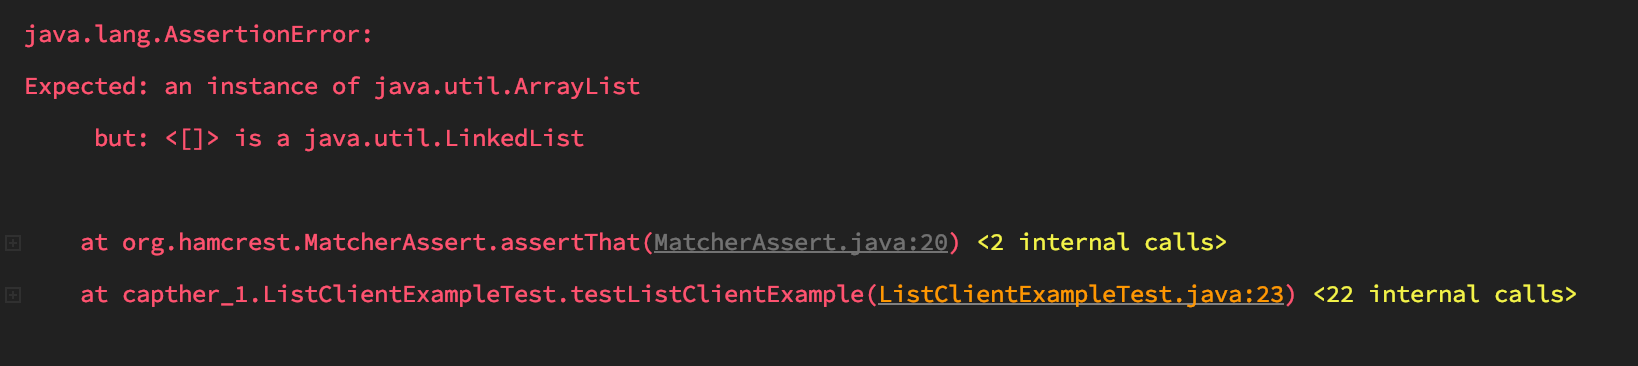 java.lang.AssertionError:
Expected: an instance of java.util.ArrayList
but: <[]> is a java.util.LinkedList
at org.hamcrest.MatcherAssert.assertThat(MatcherAssert.java:20) <2 internal calls>
at capther_1.ListClientExampleTest.testListClientExample(ListClientExampleTest.java:23) <22 internal calls>